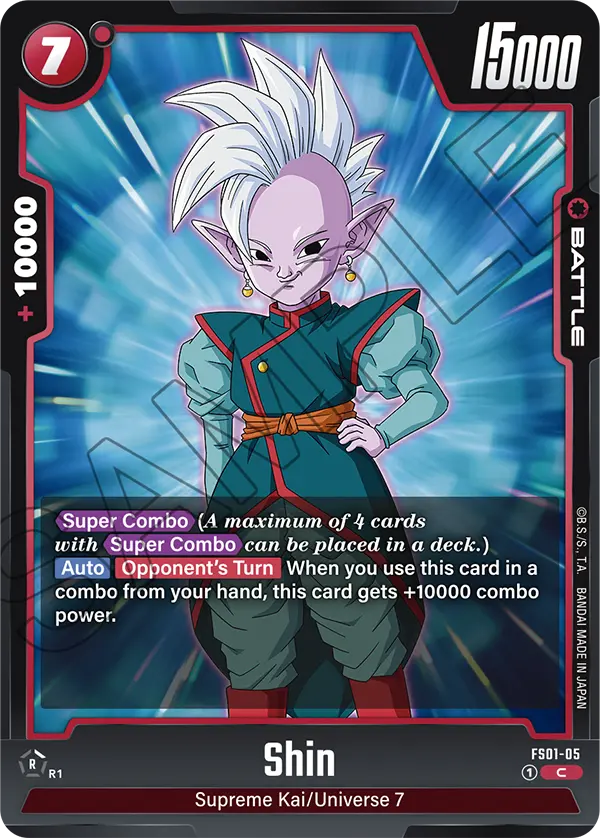 7
15000
+10000
BATTLE
SAMPLE
Super Combo (A maximum of 4 cards
with Super Combo can be placed in a deck.)
Auto Opponent's Turn When you use this card in a
combo from your hand, this card gets +10000 combo
power.
©B.S./S., T.A. BANDAI MADE IN JAPAN
R R1
Shin
FS01-05
1 C
Supreme Kai/Universe 7